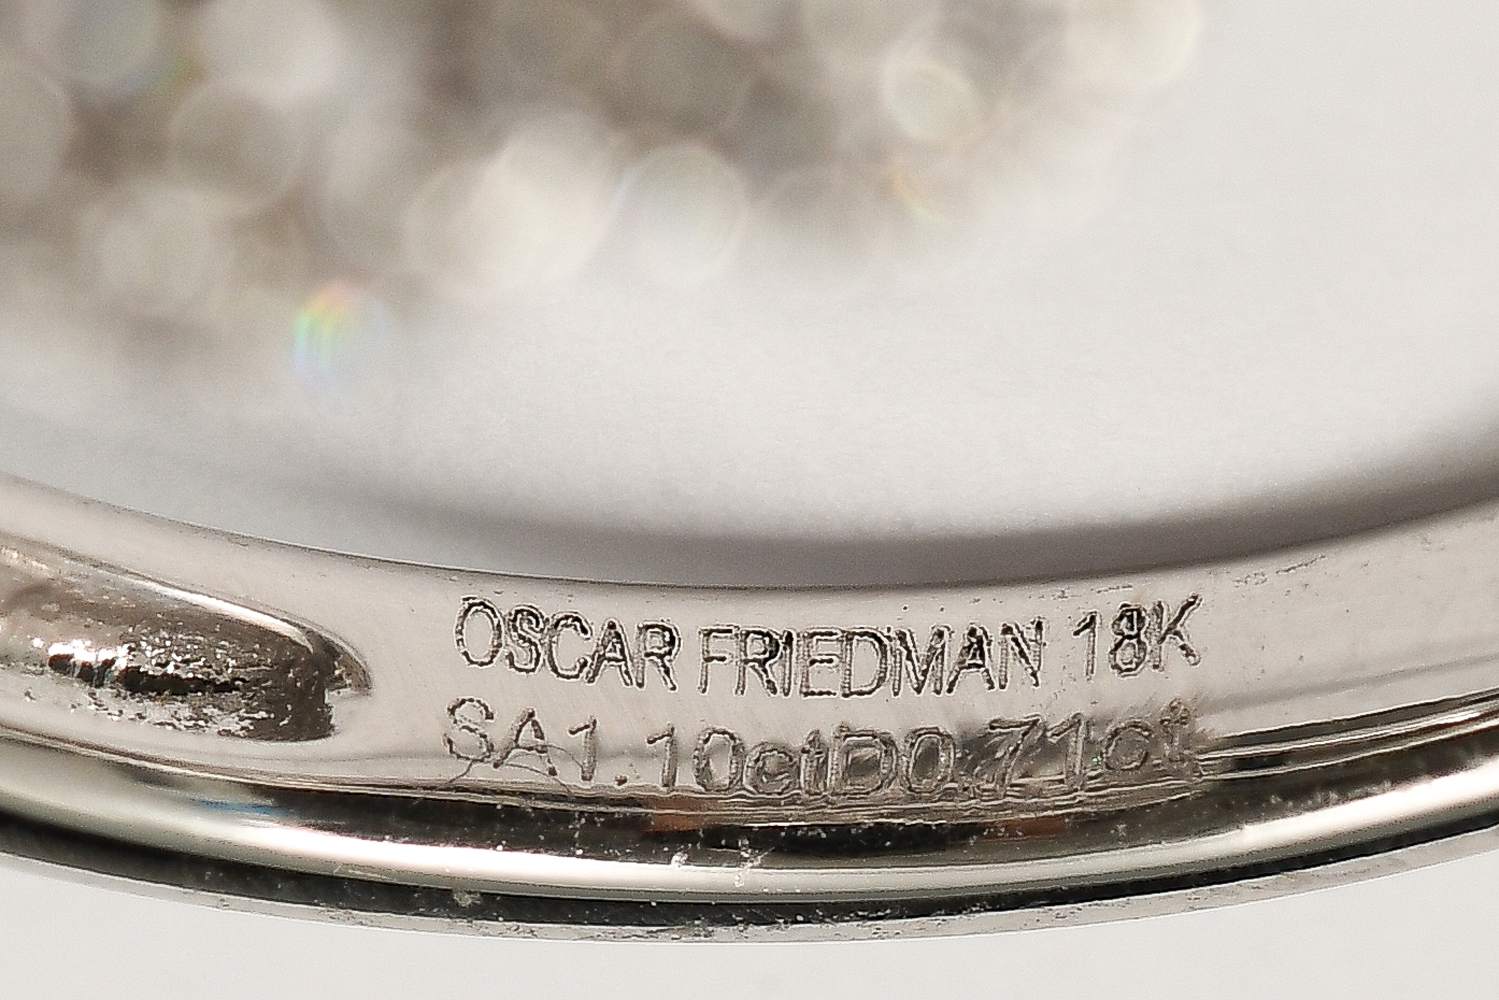 OSCAR FRIEDMAN 18K
SA1.10ctD0.71ct